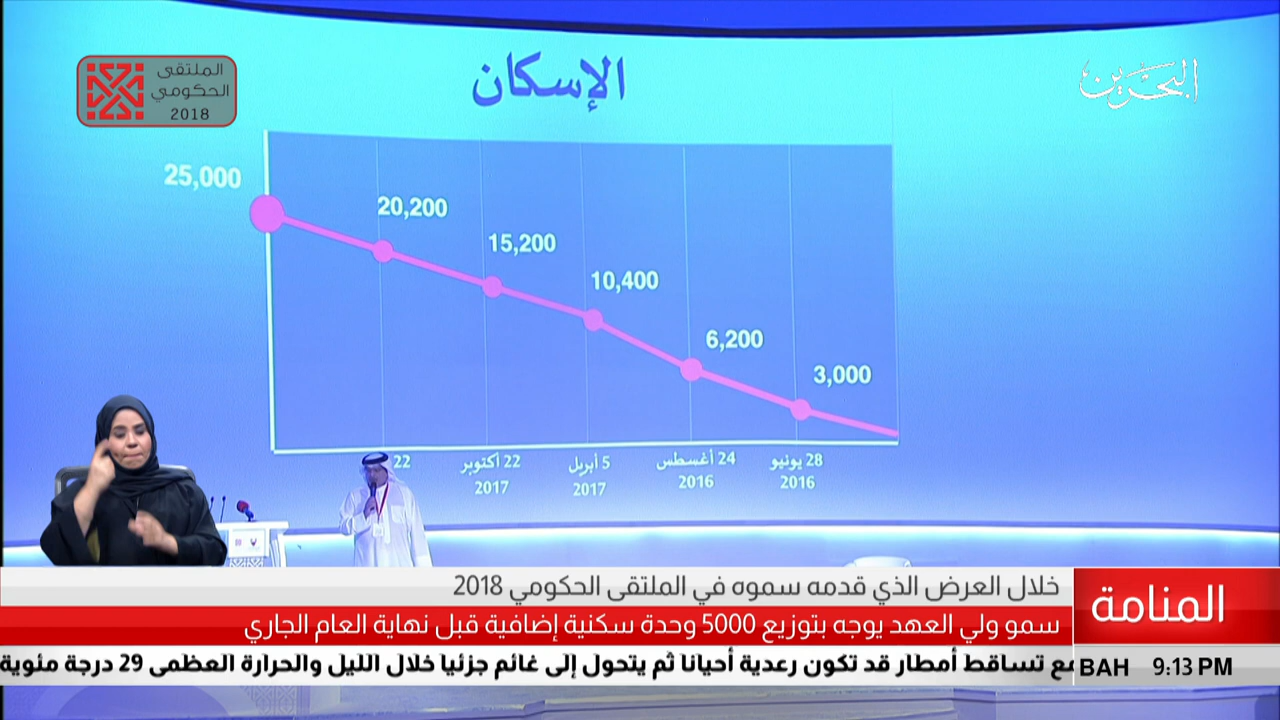 الإسكان
الملتقى
الحكومي
2018
البحرين
25,000
20,200
15,200
10,400
6,200
3,000
28 يونيو
2016
24 أغسطس
2016
5 أبريل
2017
22 أكتوبر
2017
22
خلال العرض الذي قدمه سموه في الملتقى الحكومي 2018
المنامة
سمو ولي العهد يوجه بتوزيع 5000 وحدة سكنية إضافية قبل نهاية العام الجاري
BAH 9:13 PM
مع تساقط أمطار قد تكون رعدية أحيانا ثم يتحول إلى غائم جزئيا خلال الليل والحرارة العظمى 29 درجة مئوية